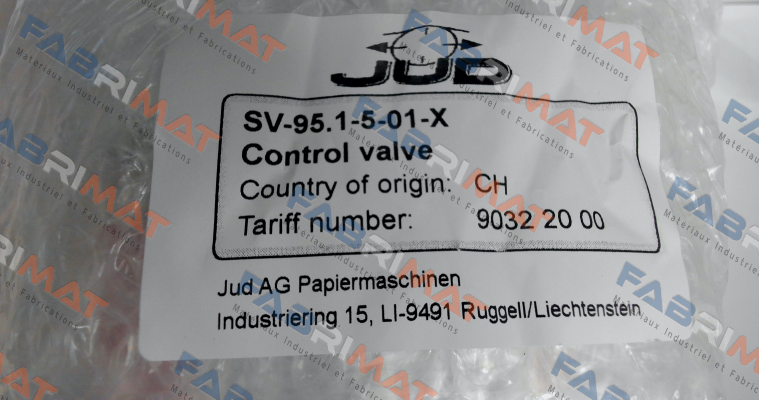 JUD
SV-95.1-5-01-X
Control valve
Country of origin: CH
Tariff number: 9032 20 00
Jud AG Papiermaschinen
Industriering 15, LI-9491 Ruggell/Liechtenstein
FABRIMAT
Matériaux Industriel et Fabrications